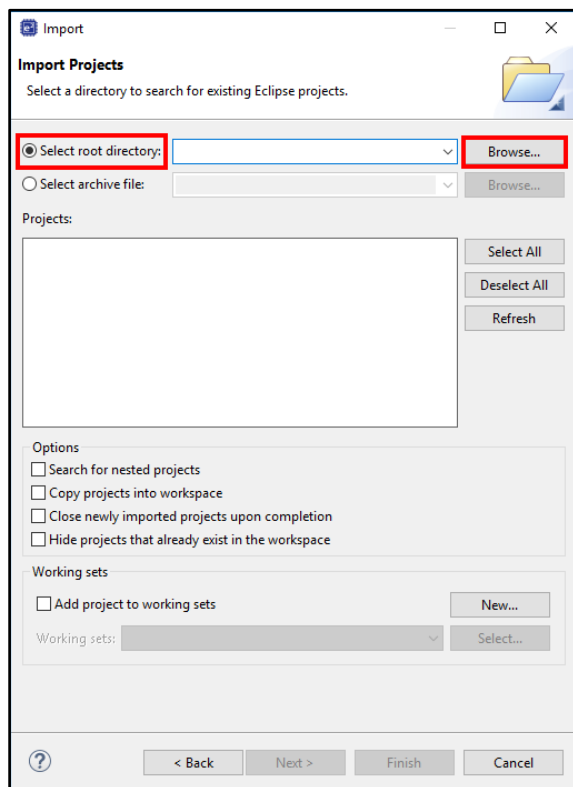 Import
Import Projects
Select a directory to search for existing Eclipse projects.
Select root directory:
Browse...
Select archive file:
Browse...
Projects:
Select All
Deselect All
Refresh
Options
Search for nested projects
Copy projects into workspace
Close newly imported projects upon completion
Hide projects that already exist in the workspace
Working sets
Add project to working sets
New...
Working sets:
Select...
?
< Back
Next >
Finish
Cancel